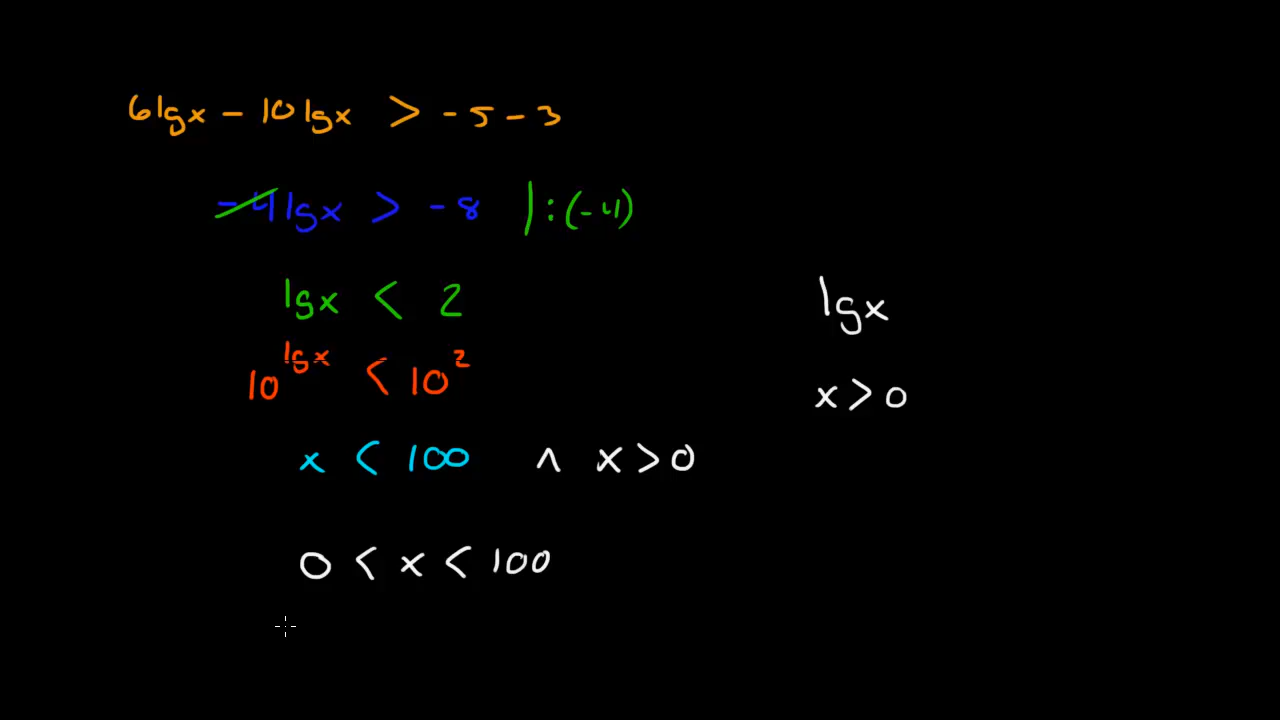 6lgx - 10lgx > -5 - 3
-4lgx > -8 | : (-4)
lgx < 2
lgx
10^lgx < 10^2
x > 0
x < 100 ∧ x > 0
0 < x < 100